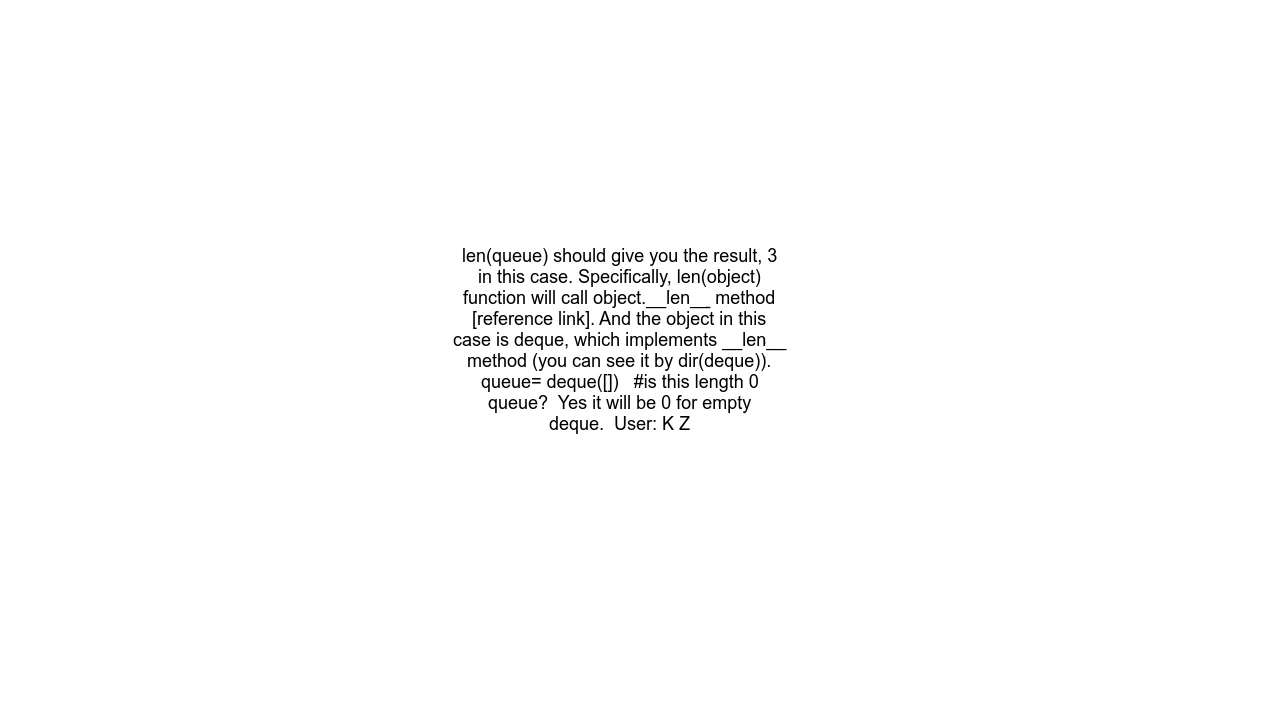 len(queue) should give you the result, 3
in this case. Specifically, len(object)
function will call object.__len__ method
[reference link]. And the object in this
case is deque, which implements __len__
method (you can see it by dir(deque)).
queue= deque([])   #is this length 0
queue?  Yes it will be 0 for empty
deque.  User: K Z